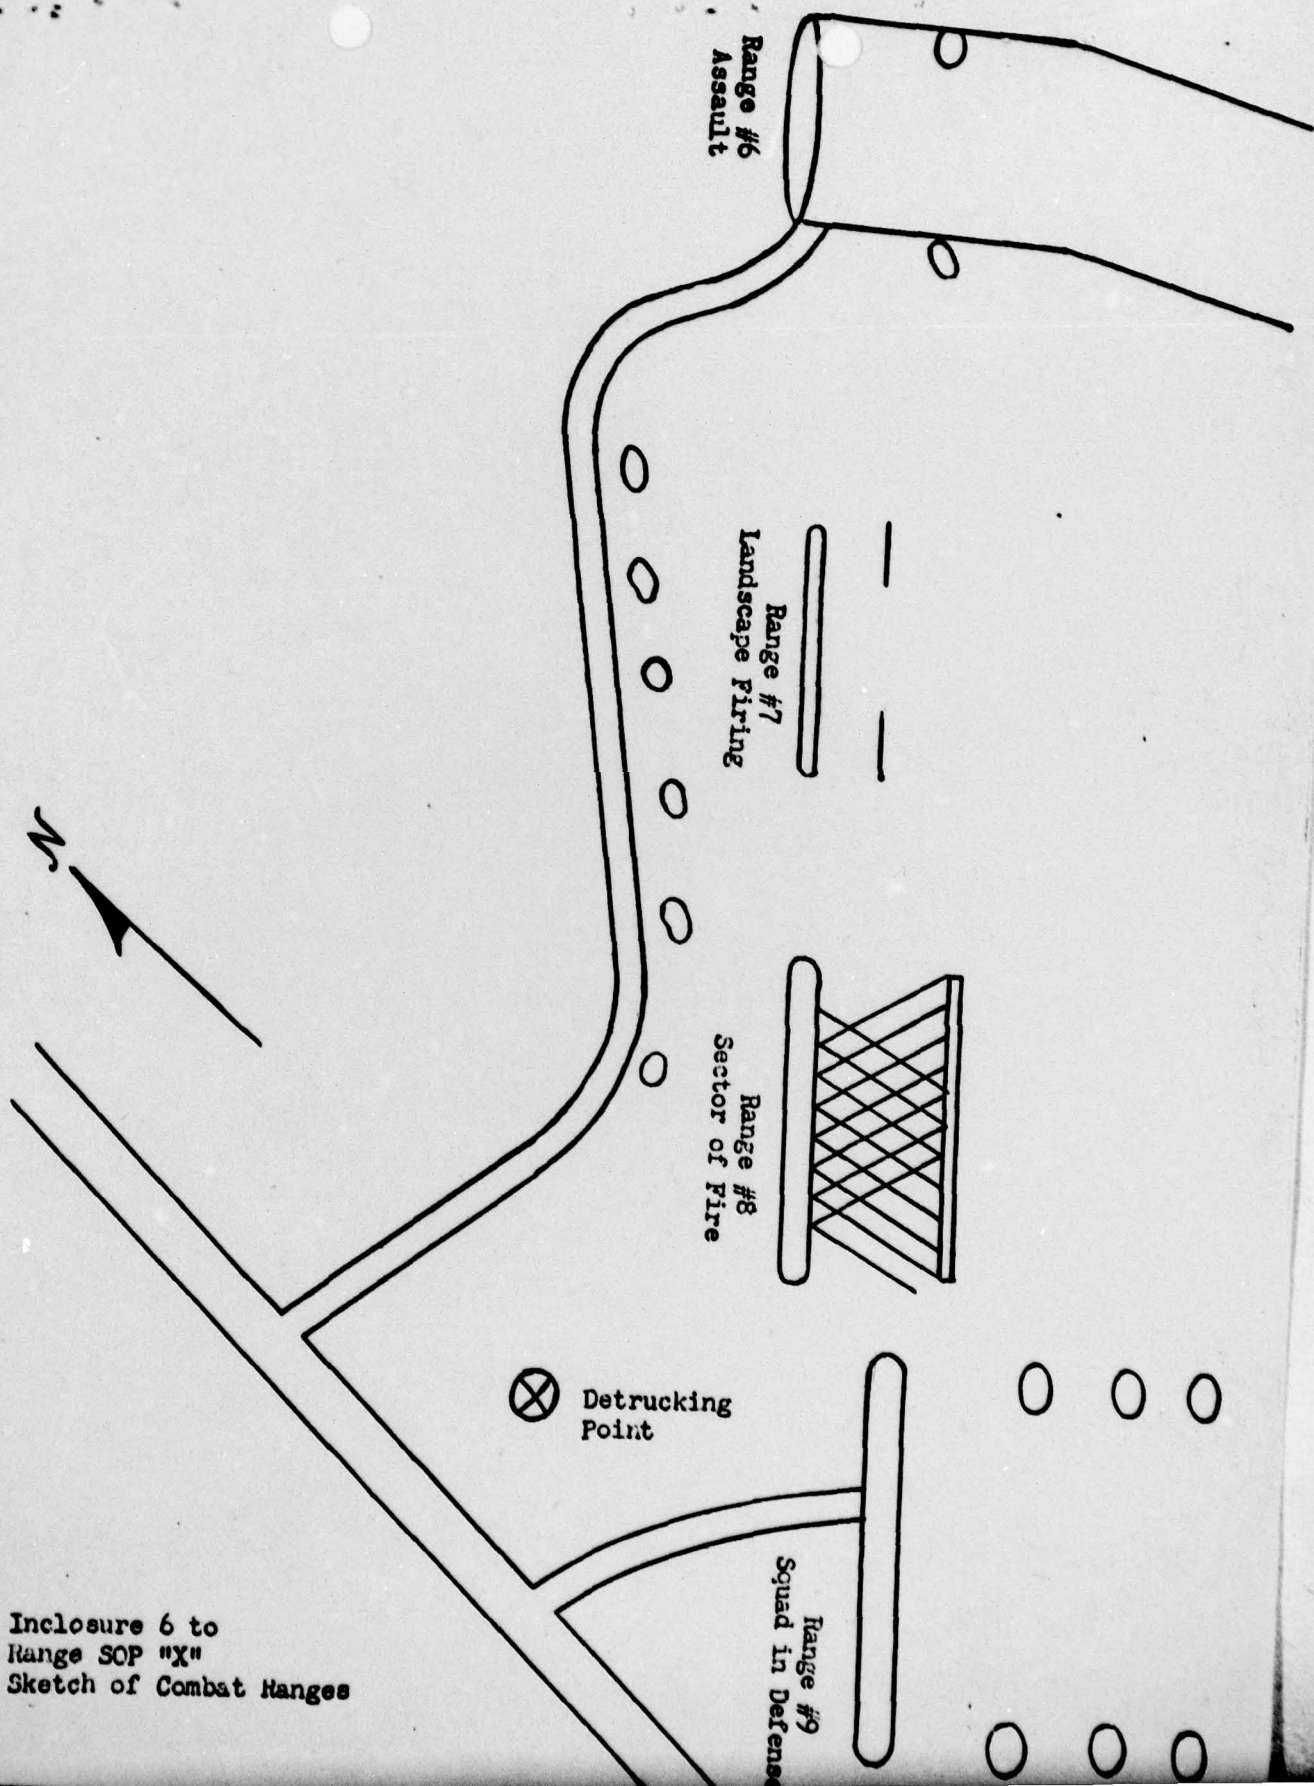 Range #6
Assault
Range #7
Landscape Firing
N
Range #8
Sector of Fire
Detrucking
Point
Range #9
Squad in Defense
Inclosure 6 to
Range SOP "X"
Sketch of Combat Ranges